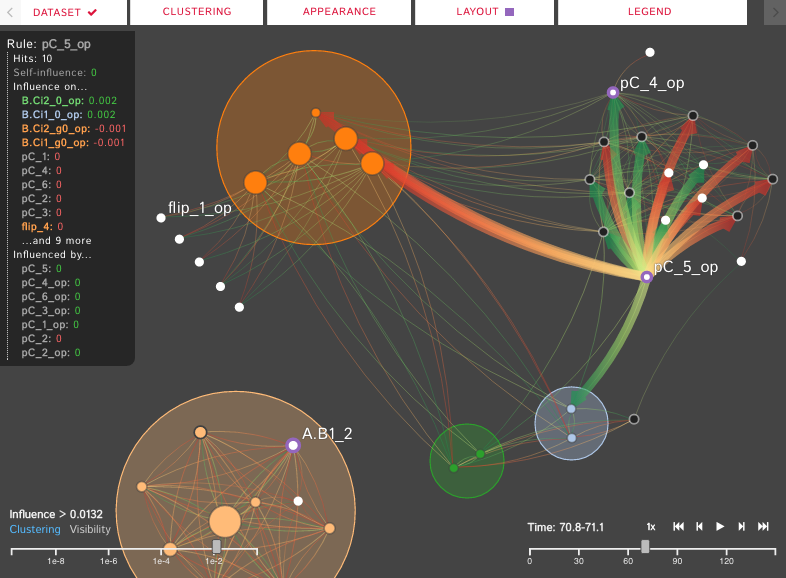 DATASET ✔ CLUSTERING APPEARANCE LAYOUT LEGEND
Rule: pC_5_op
Hits: 10
Self-influence: 0
Influence on...
B.Ci2_0_op: 0.002
B.Ci1_0_op: 0.002
B.Ci2_g0_op: -0.001
B.Ci1_g0_op: -0.001
pC_1: 0
pC_4: 0
pC_6: 0
pC_2: 0
pC_3: 0
flip_4: 0
...and 9 more
Influenced by...
pC_5: 0
pC_4_op: 0
pC_6_op: 0
pC_3_op: 0
pC_1_op: 0
pC_2: 0
pC_2_op: 0
pC_4_op
flip_1_op
pC_5_op
A.B1_2
Influence > 0.0132
Clustering Visibility
1e-8 1e-6 1e-4 1e-2
Time: 70.8-71.1 1x
0 30 60 90 120